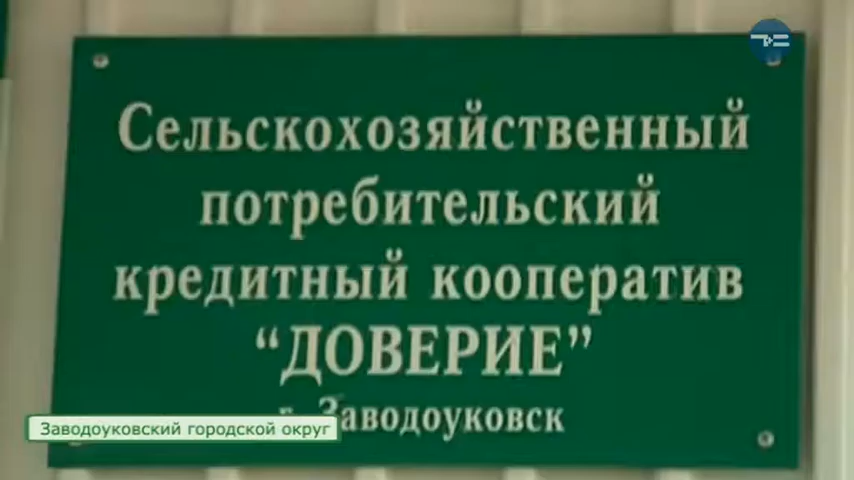 Сельскохозяйственный
потребительский
кредитный кооператив
“ДОВЕРИЕ”
г. Заводоуковск
Заводоуковский городской округ